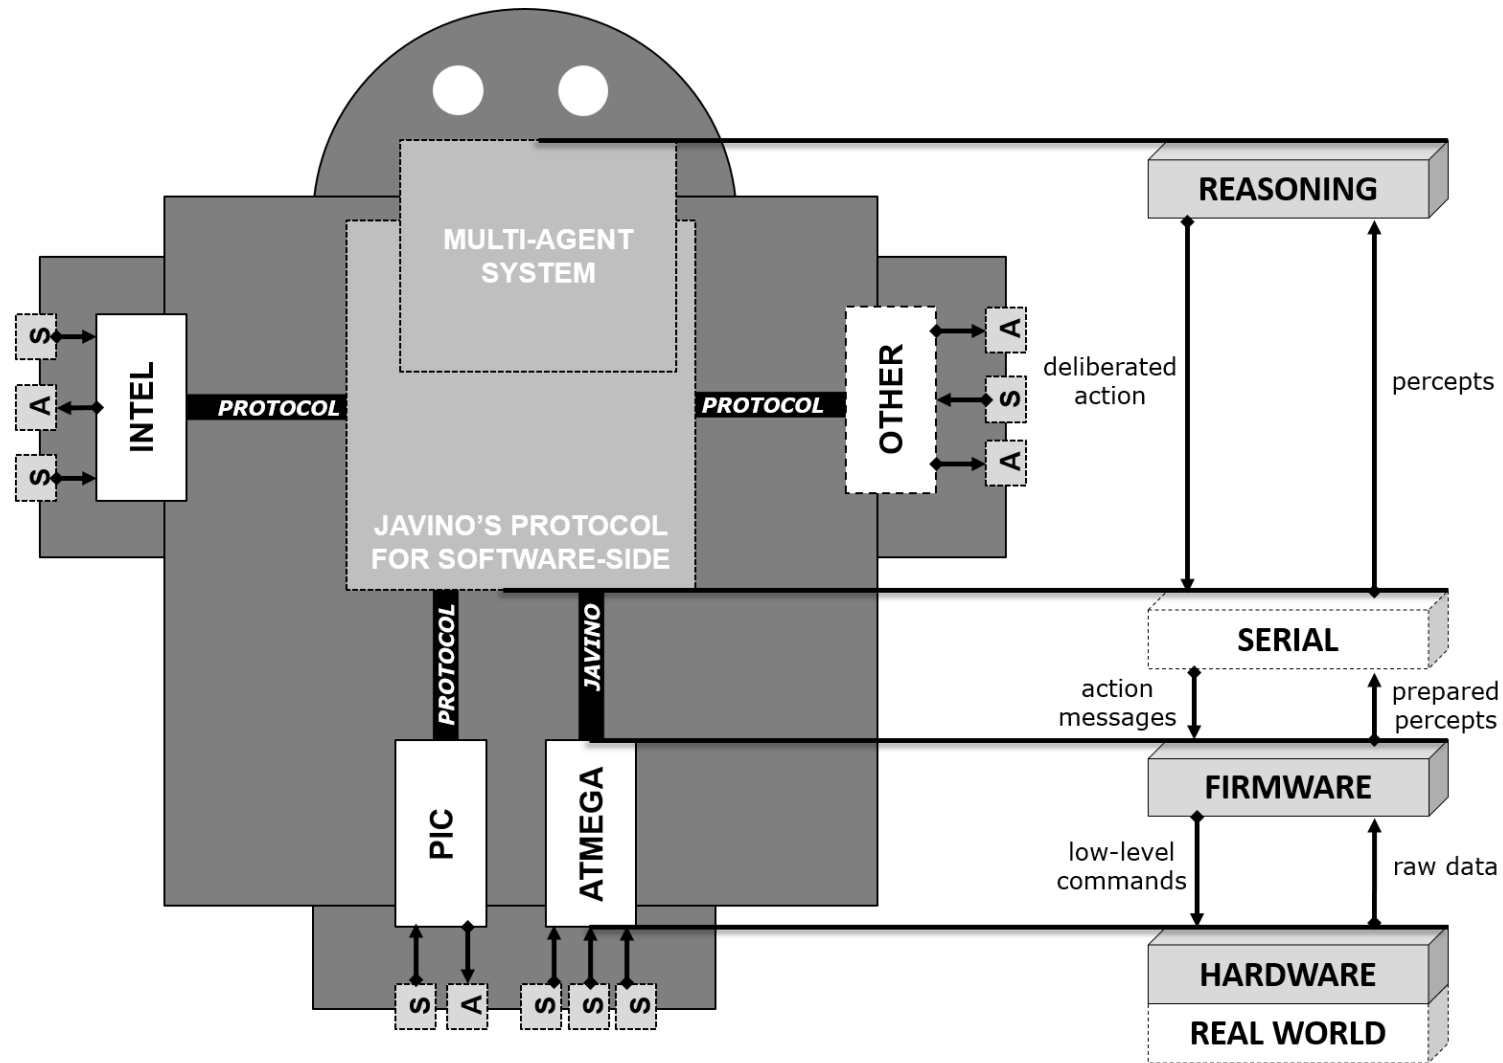 MULTI-AGENT
SYSTEM
JAVINO'S PROTOCOL
FOR SOFTWARE-SIDE
S
A
S
INTEL
PROTOCOL
PROTOCOL
OTHER
A
S
A
PROTOCOL
JAVINO
PIC
ATMEGA
S
A
S
S
S
REASONING
deliberated
action
percepts
SERIAL
action
messages
prepared
percepts
FIRMWARE
low-level
commands
raw data
HARDWARE
REAL WORLD